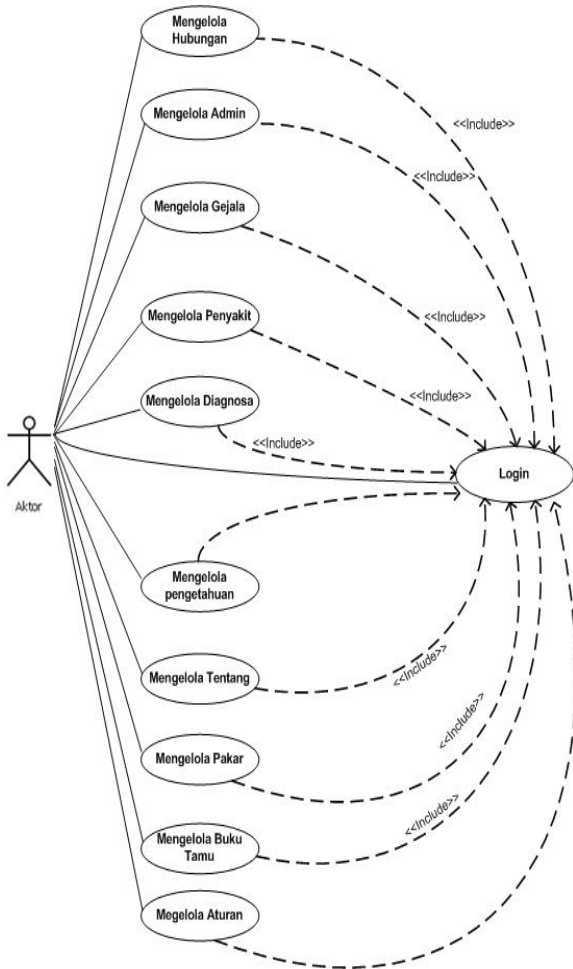 Mengelola
Hubungan
<<Include>>
Mengelola Admin
<<Include>>
Mengelola Gejala
<<Include>>
Mengelola Penyakit
<<Include>>
Mengelola Diagnosa
<<Include>>
Login
Aktor
Mengelola
pengetahuan
<<Include>>
Mengelola Tentang
<<Include>>
Mengelola Pakar
<<Include>>
Mengelola Buku
Tamu
Megelola Aturan